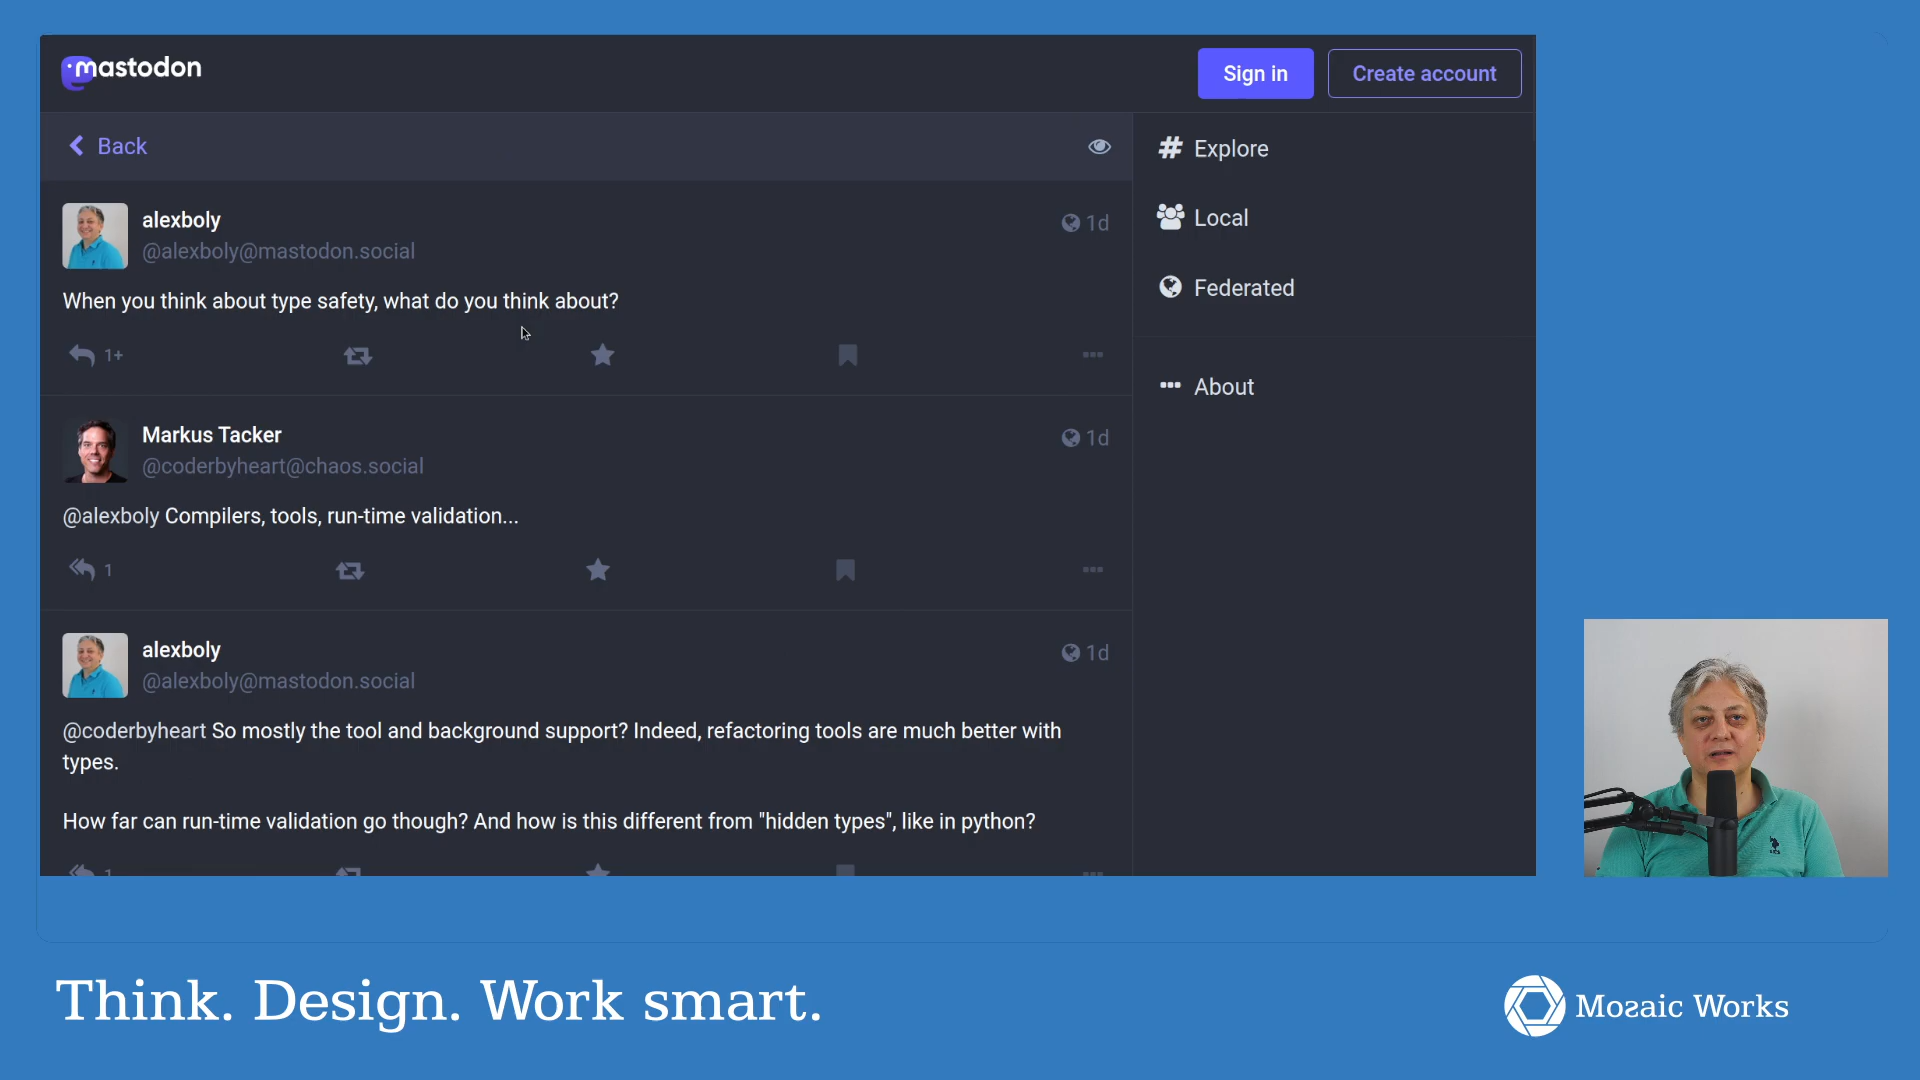 mastodon
Sign in
Create account
Back
alexboly
@alexboly@mastodon.social
1d
When you think about type safety, what do you think about?
1+
Markus Tacker
@coderbyheart@chaos.social
1d
@alexboly Compilers, tools, run-time validation...
1
alexboly
@alexboly@mastodon.social
1d
@coderbyheart So mostly the tool and background support? Indeed, refactoring tools are much better with
types.
How far can run-time validation go though? And how is this different from "hidden types", like in python?
1
Explore
Local
Federated
About
Think. Design. Work smart.
Mozaic Works